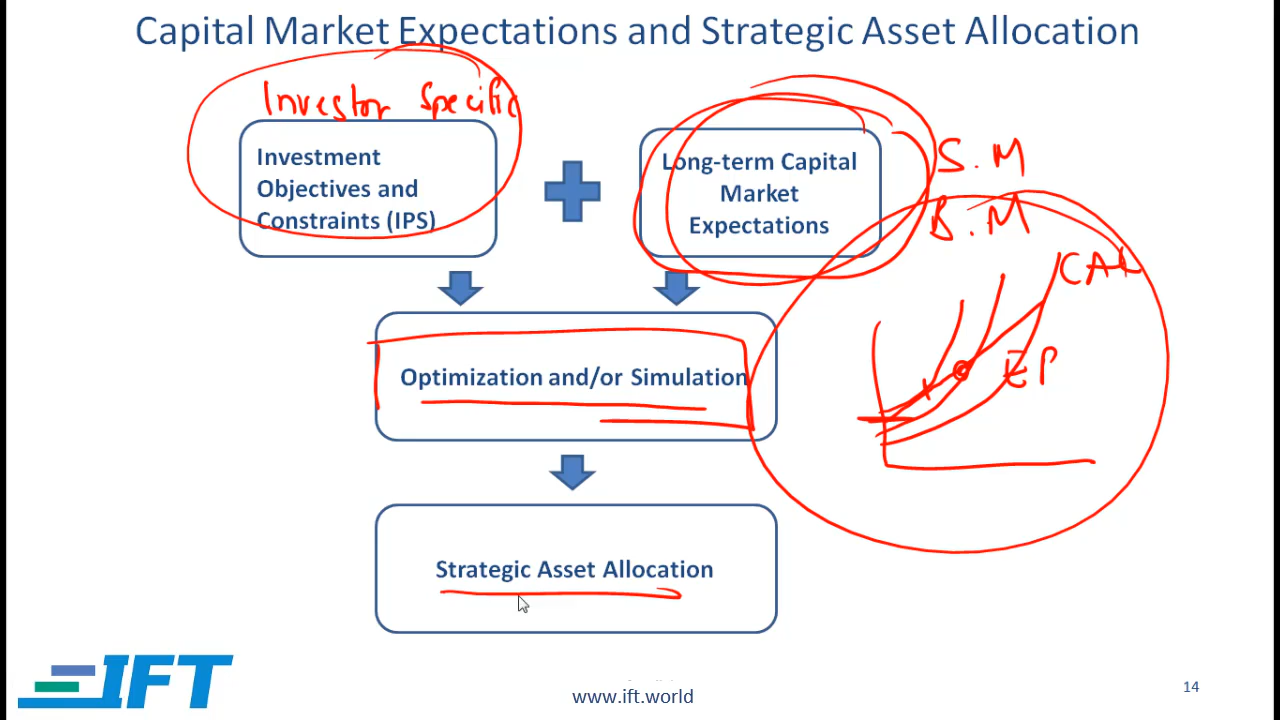 Capital Market Expectations and Strategic Asset Allocation
Investor Specific
Investment
Objectives and
Constraints (IPS)
Long-term Capital
Market
Expectations
S.M
B.M
CAL
EP
Optimization and/or Simulation
Strategic Asset Allocation
IFT
www.ift.world
14